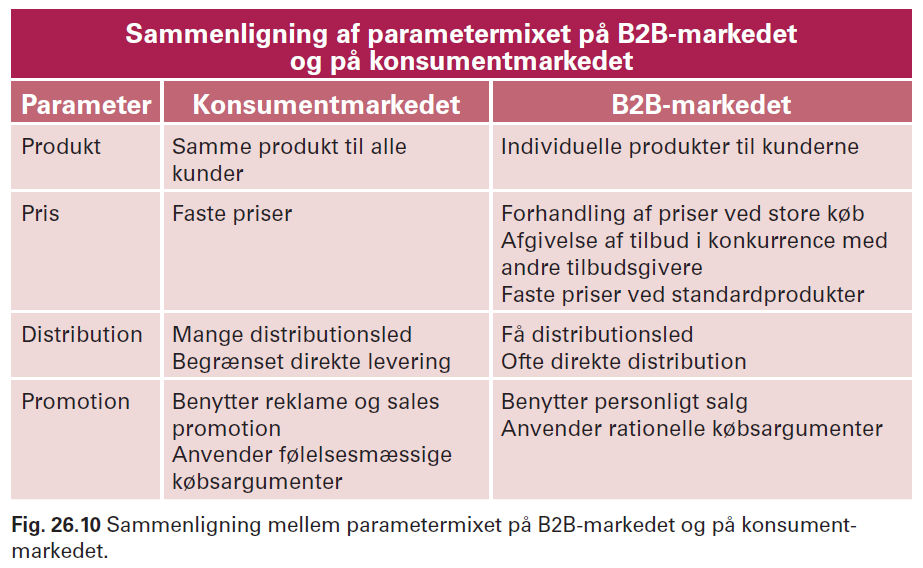 Sammenligning af parametermixet på B2B-markedet
og på konsumentmarkedet
Parameter Konsumentmarkedet B2B-markedet
Produkt Samme produkt til alle Individuelle produkter til kunderne
kunder
Pris Faste priser Forhandling af priser ved store køb
Afgivelse af tilbud i konkurrence med
andre tilbudsgivere
Faste priser ved standardprodukter
Distribution Mange distributionsled Få distributionsled
Begrænset direkte levering Ofte direkte distribution
Promotion Benytter reklame og sales Benytter personligt salg
promotion Anvender rationelle købsargumenter
Anvender følelsesmæssige
købsargumenter
Fig. 26.10 Sammenligning mellem parametermixet på B2B-markedet og på konsument-
markedet.